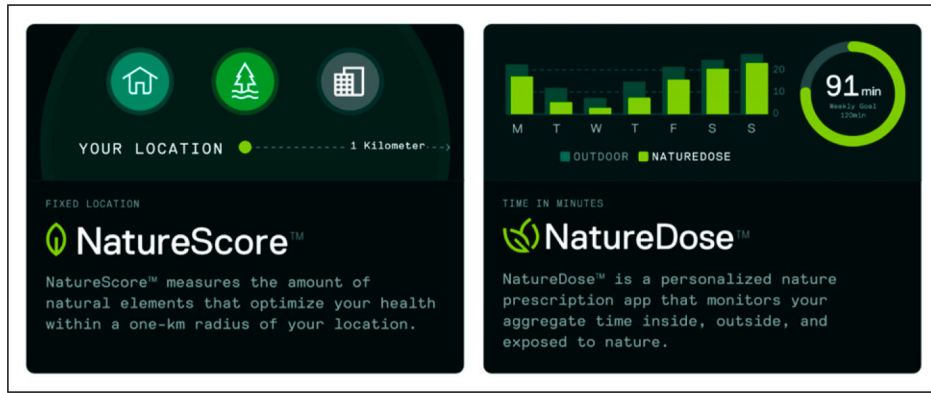 YOUR LOCATION 1 Kilometer
FIXED LOCATION
NatureScore™
NatureScore™ measures the amount of
natural elements that optimize your health
within a one-km radius of your location.
20
10
0
M T W T F S S
OUTDOOR NATUREDOSE
91 min
Weekly Goal
120min
TIME IN MINUTES
NatureDose™
NatureDose™ is a personalized nature
prescription app that monitors your
aggregate time inside, outside, and
exposed to nature.